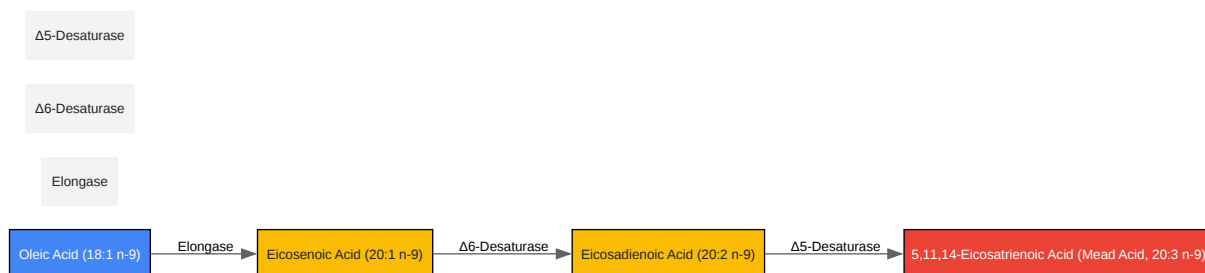 Δ5-Desaturase
Δ6-Desaturase
Elongase
Oleic Acid (18:1 n-9)
Elongase
Eicosenoic Acid (20:1 n-9)
Δ6-Desaturase
Eicosadienoic Acid (20:2 n-9)
Δ5-Desaturase
5,11,14-Eicosatrienoic Acid (Mead Acid, 20:3 n-9)